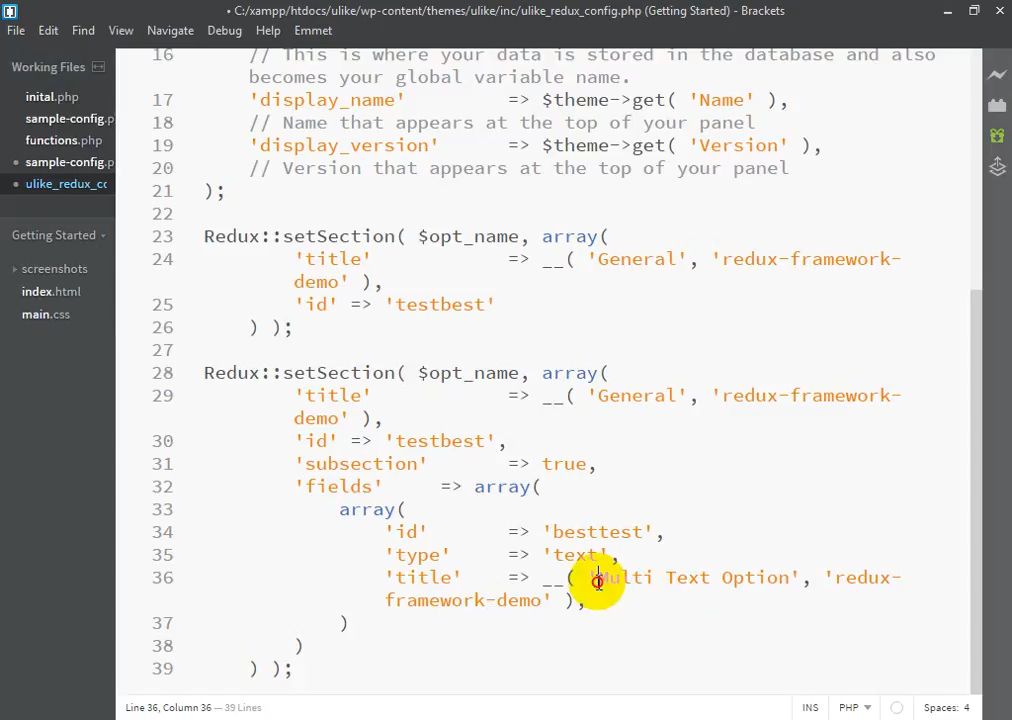 • C:/xampp/htdocs/ulike/wp-content/themes/ulike/inc/ulike_redux_config.php (Getting Started) - Brackets
File Edit Find View Navigate Debug Help Emmet
Working Files
inital.php
sample-config.p
functions.php
• sample-config.p
• ulike_redux_co
Getting Started
screenshots
index.html
main.css
16 // This is where your data is stored in the database and also
becomes your global variable name.
17 'display_name' => $theme->get( 'Name' ),
18 // Name that appears at the top of your panel
19 'display_version' => $theme->get( 'Version' ),
20 // Version that appears at the top of your panel
21 );
22
23 Redux::setSection( $opt_name, array(
24 'title' => __( 'General', 'redux-framework-
demo' ),
25 'id' => 'testbest'
26 ) );
27
28 Redux::setSection( $opt_name, array(
29 'title' => __( 'General', 'redux-framework-
demo' ),
30 'id' => 'testbest',
31 'subsection' => true,
32 'fields' => array(
33 array(
34 'id' => 'besttest',
35 'type' => 'text',
36 'title' => __( 'Multi Text Option', 'redux-
framework-demo' ),
37 )
38 )
39 ) );
Line 36, Column 36 — 39 Lines
INS PHP Spaces: 4